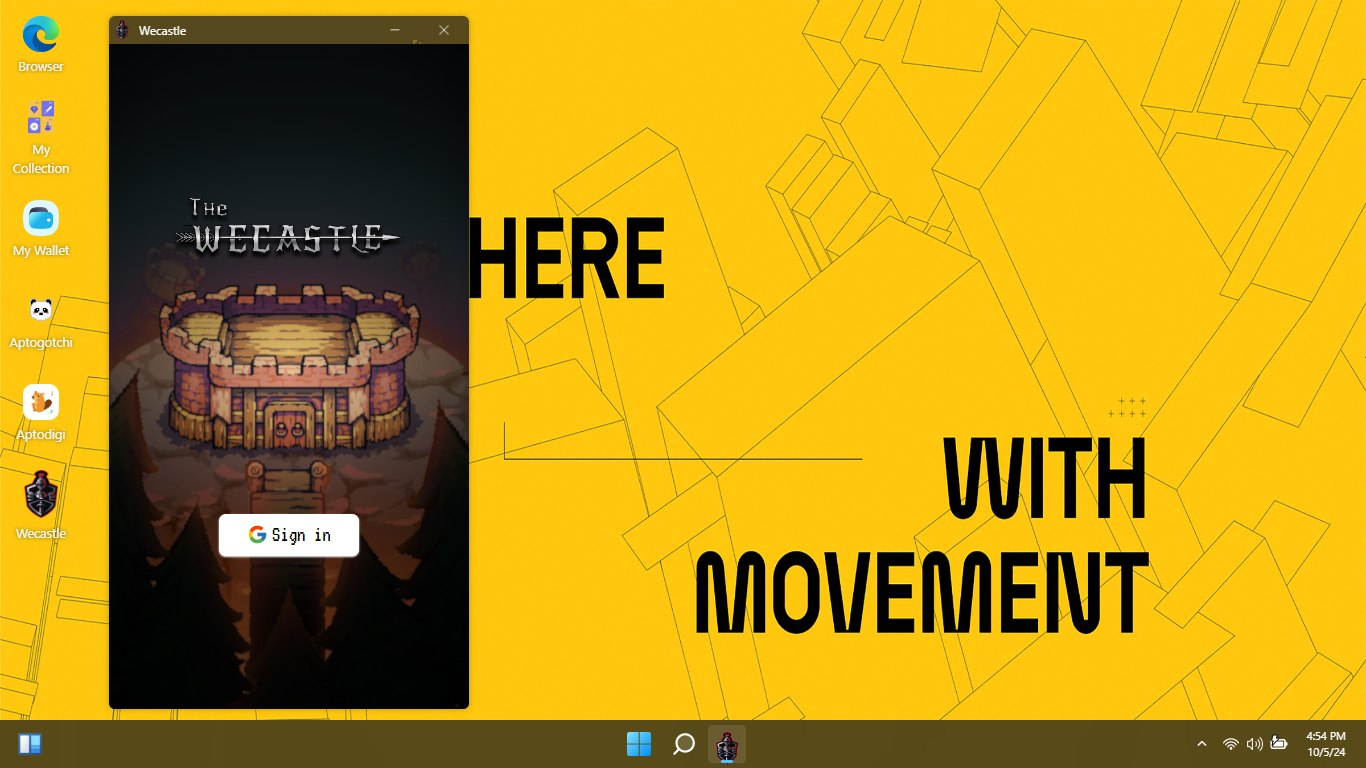 Browser
My
Collection
My Wallet
Aptogotchi
Aptodigi
Wecastle
Wecastle
The
WECASTLE
Sign in
HERE
WITH
MOVEMENT
4:54 PM
10/5/24